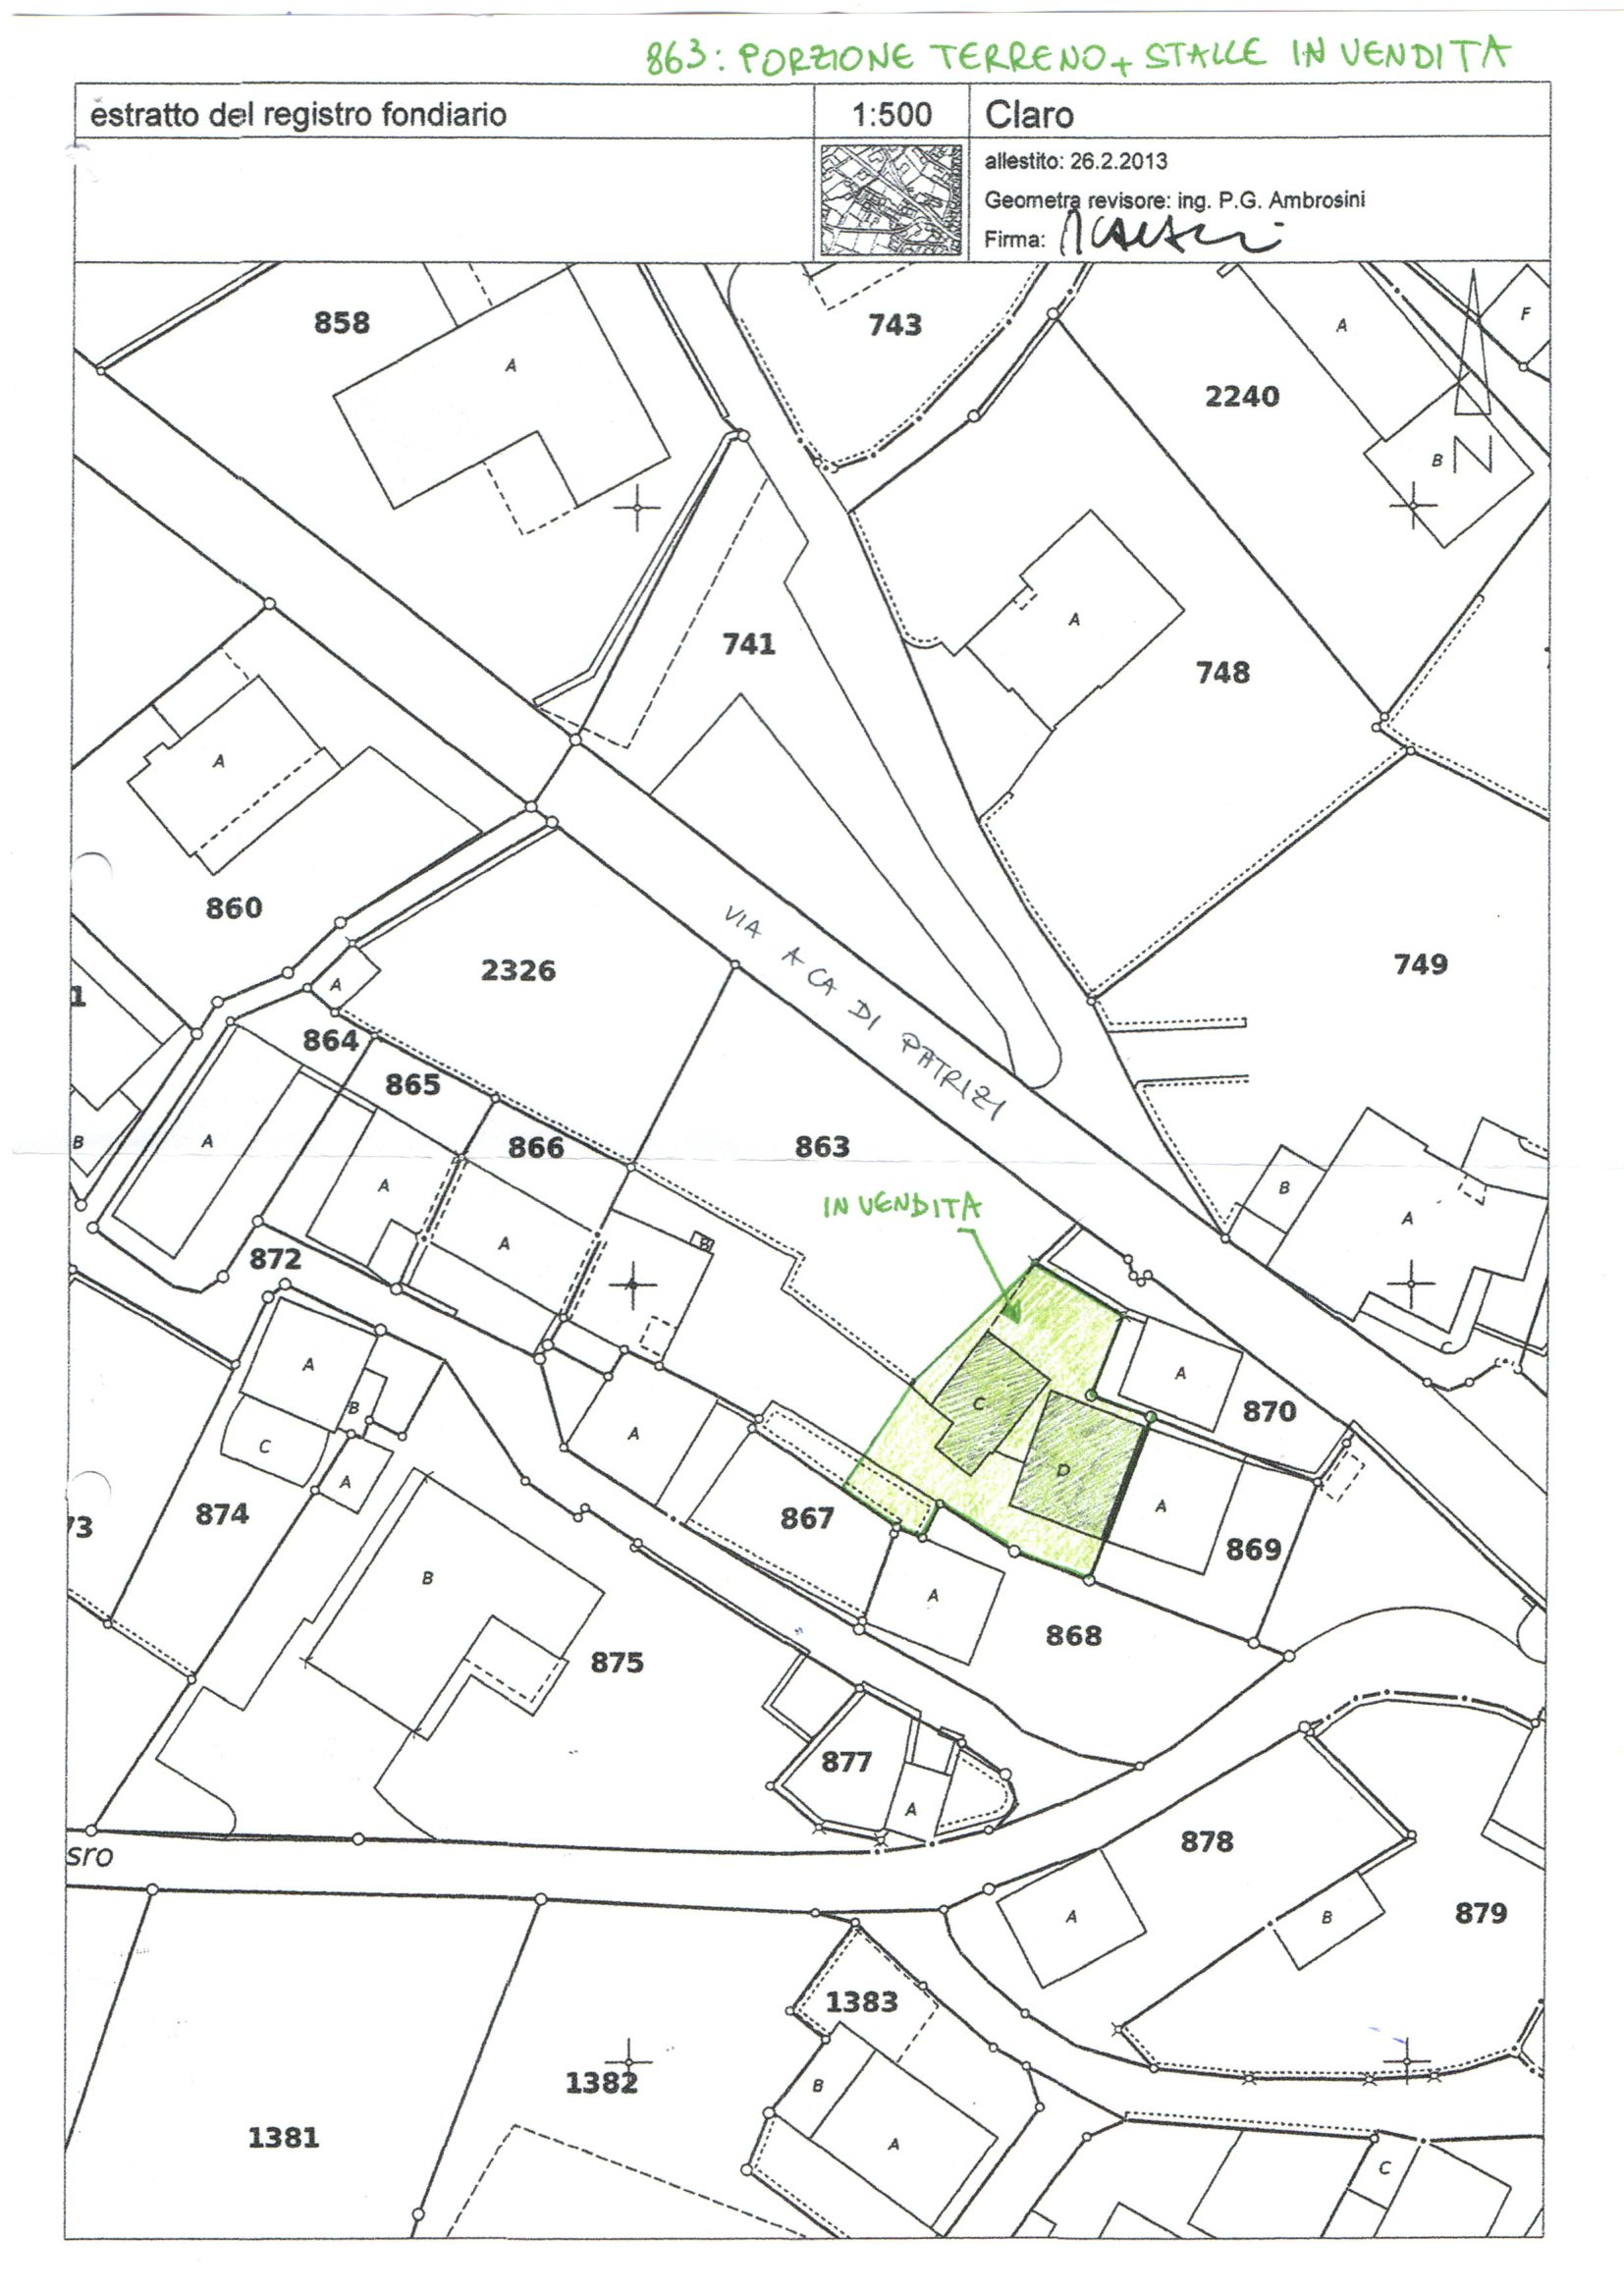 863: PORZIONE TERRENO + STALLE IN VENDITA
estratto del registro fondiario
1:500
Claro
allestito: 26.2.2013
Geometra revisore: ing. P.G. Ambrosini
Firma:
858
A
743
A
F
2240
B
N
A
741
748
A
860
2326
VIA A CA DI PATRIZI
749
1
A
864
865
B
A
866
863
A
A
B
IN VENDITA
B
A
872
A
C
A
870
C
B
C
A
A
D
A
869
874
73
867
B
A
868
875
877
A
878
sro
A
B
879
1383
1382
B
1381
A
C